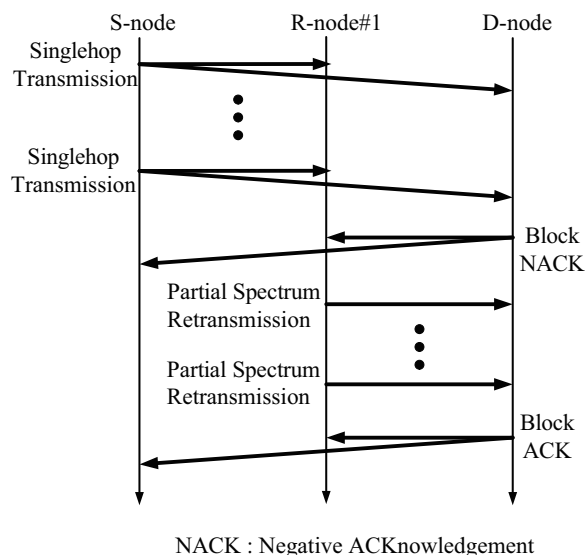 S-node R-node#1 D-node
Singlehop
Transmission
Singlehop
Transmission
Block
NACK
Partial Spectrum
Retransmission
Partial Spectrum
Retransmission
Block
ACK
NACK : Negative ACKnowledgement